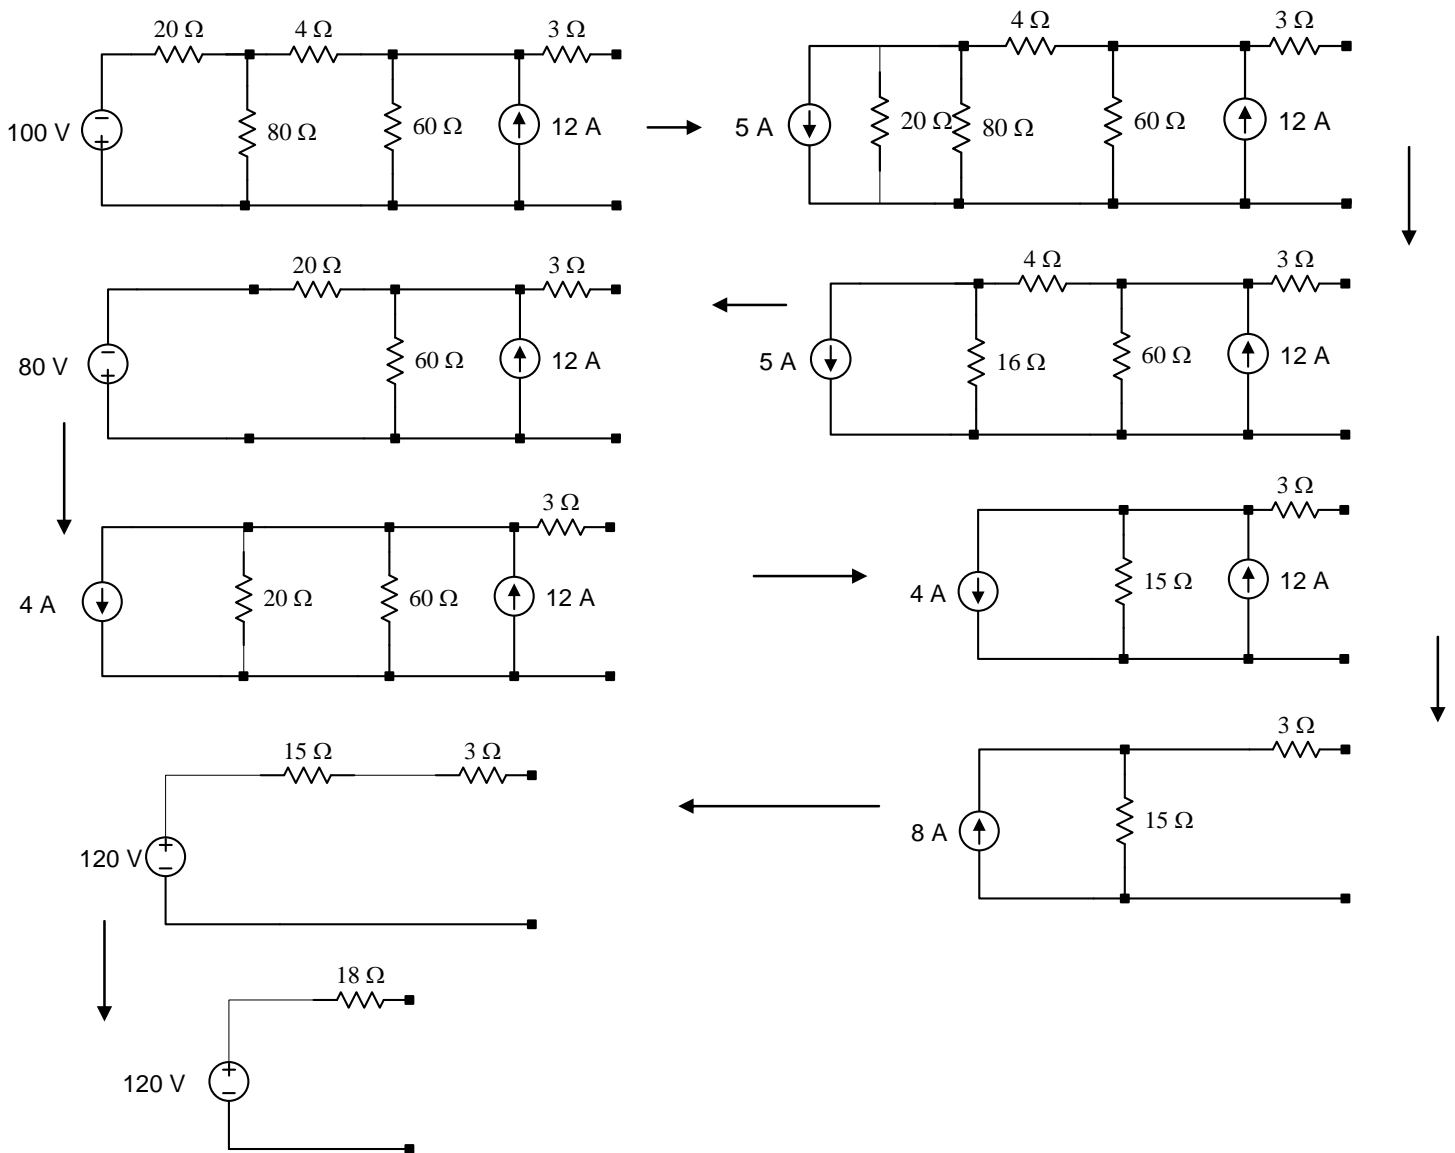 20 Ω 4 Ω 3 Ω
100 V − + 80 Ω 60 Ω 12 A
4 Ω 3 Ω
5 A 20 Ω 80 Ω 60 Ω 12 A
4 Ω 3 Ω
5 A 16 Ω 60 Ω 12 A
20 Ω 3 Ω
80 V − + 60 Ω 12 A
3 Ω
4 A 20 Ω 60 Ω 12 A
3 Ω
4 A 15 Ω 12 A
3 Ω
8 A 15 Ω
15 Ω 3 Ω
120 V + −
18 Ω
120 V + −